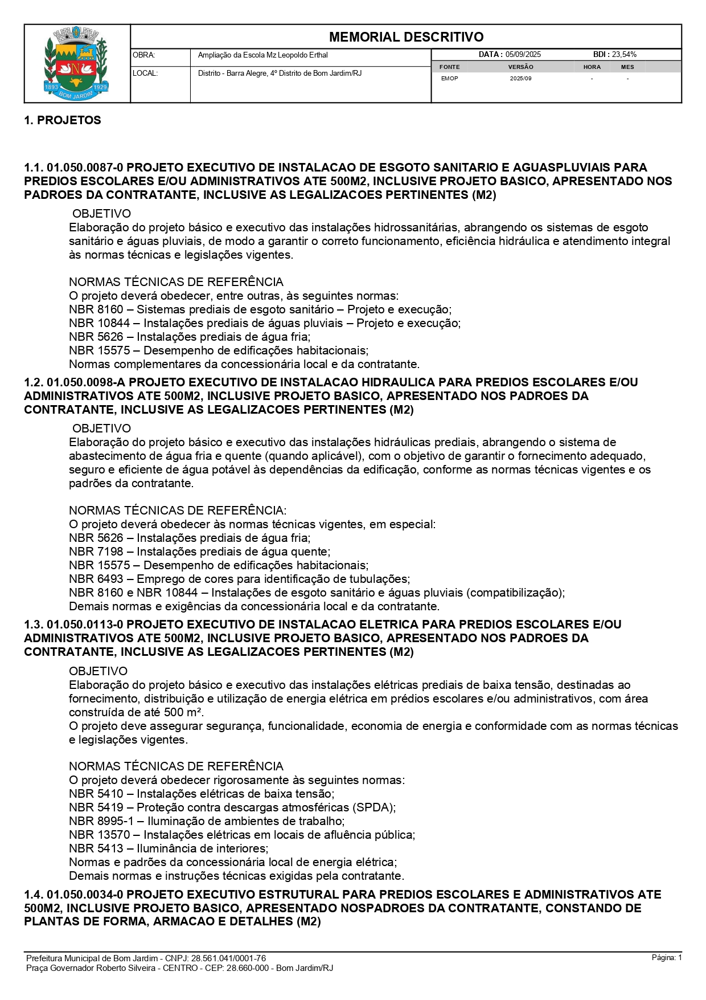 MEMORIAL DESCRITIVO
OBRA: Ampliação da Escola Mz Leopoldo Erthal
DATA : 05/09/2025 BDI : 23,54%
FONTE VERSÃO HORA MES
LOCAL: Distrito - Barra Alegre, 4º Distrito de Bom Jardim/RJ
EMOP 2025/09 - -
N
1893 1929
BOM JARDIM
1. PROJETOS
1.1. 01.050.0087-0 PROJETO EXECUTIVO DE INSTALACAO DE ESGOTO SANITARIO E AGUASPLUVIAIS PARA
PREDIOS ESCOLARES E/OU ADMINISTRATIVOS ATE 500M2, INCLUSIVE PROJETO BASICO, APRESENTADO NOS
PADROES DA CONTRATANTE, INCLUSIVE AS LEGALIZACOES PERTINENTES (M2)
OBJETIVO
Elaboração do projeto básico e executivo das instalações hidrossanitárias, abrangendo os sistemas de esgoto
sanitário e águas pluviais, de modo a garantir o correto funcionamento, eficiência hidráulica e atendimento integral
às normas técnicas e legislações vigentes.
NORMAS TÉCNICAS DE REFERÊNCIA
O projeto deverá obedecer, entre outras, às seguintes normas:
NBR 8160 – Sistemas prediais de esgoto sanitário – Projeto e execução;
NBR 10844 – Instalações prediais de águas pluviais – Projeto e execução;
NBR 5626 – Instalações prediais de água fria;
NBR 15575 – Desempenho de edificações habitacionais;
Normas complementares da concessionária local e da contratante.
1.2. 01.050.0098-A PROJETO EXECUTIVO DE INSTALACAO HIDRAULICA PARA PREDIOS ESCOLARES E/OU
ADMINISTRATIVOS ATE 500M2, INCLUSIVE PROJETO BASICO, APRESENTADO NOS PADROES DA
CONTRATANTE, INCLUSIVE AS LEGALIZACOES PERTINENTES (M2)
OBJETIVO
Elaboração do projeto básico e executivo das instalações hidráulicas prediais, abrangendo o sistema de
abastecimento de água fria e quente (quando aplicável), com o objetivo de garantir o fornecimento adequado,
seguro e eficiente de água potável às dependências da edificação, conforme as normas técnicas vigentes e os
padrões da contratante.
NORMAS TÉCNICAS DE REFERÊNCIA:
O projeto deverá obedecer às normas técnicas vigentes, em especial:
NBR 5626 – Instalações prediais de água fria;
NBR 7198 – Instalações prediais de água quente;
NBR 15575 – Desempenho de edificações habitacionais;
NBR 6493 – Emprego de cores para identificação de tubulações;
NBR 8160 e NBR 10844 – Instalações de esgoto sanitário e águas pluviais (compatibilização);
Demais normas e exigências da concessionária local e da contratante.
1.3. 01.050.0113-0 PROJETO EXECUTIVO DE INSTALACAO ELETRICA PARA PREDIOS ESCOLARES E/OU
ADMINISTRATIVOS ATE 500M2, INCLUSIVE PROJETO BASICO, APRESENTADO NOS PADROES DA
CONTRATANTE, INCLUSIVE AS LEGALIZACOES PERTINENTES (M2)
OBJETIVO
Elaboração do projeto básico e executivo das instalações elétricas prediais de baixa tensão, destinadas ao
fornecimento, distribuição e utilização de energia elétrica em prédios escolares e/ou administrativos, com área
construída de até 500 m².
O projeto deve assegurar segurança, funcionalidade, economia de energia e conformidade com as normas técnicas
e legislações vigentes.
NORMAS TÉCNICAS DE REFERÊNCIA
O projeto deverá obedecer rigorosamente às seguintes normas:
NBR 5410 – Instalações elétricas de baixa tensão;
NBR 5419 – Proteção contra descargas atmosféricas (SPDA);
NBR 8995-1 – Iluminação de ambientes de trabalho;
NBR 13570 – Instalações elétricas em locais de afluência pública;
NBR 5413 – Iluminância de interiores;
Normas e padrões da concessionária local de energia elétrica;
Demais normas e instruções técnicas exigidas pela contratante.
1.4. 01.050.0034-0 PROJETO EXECUTIVO ESTRUTURAL PARA PREDIOS ESCOLARES E ADMINISTRATIVOS ATE
500M2, INCLUSIVE PROJETO BASICO, APRESENTADO NOSPADROES DA CONTRATANTE, CONSTANDO DE
PLANTAS DE FORMA, ARMACAO E DETALHES (M2)
Prefeitura Municipal de Bom Jardim - CNPJ: 28.561.041/0001-76 Página: 1
Praça Governador Roberto Silveira - CENTRO - CEP: 28.660-000 - Bom Jardim/RJ